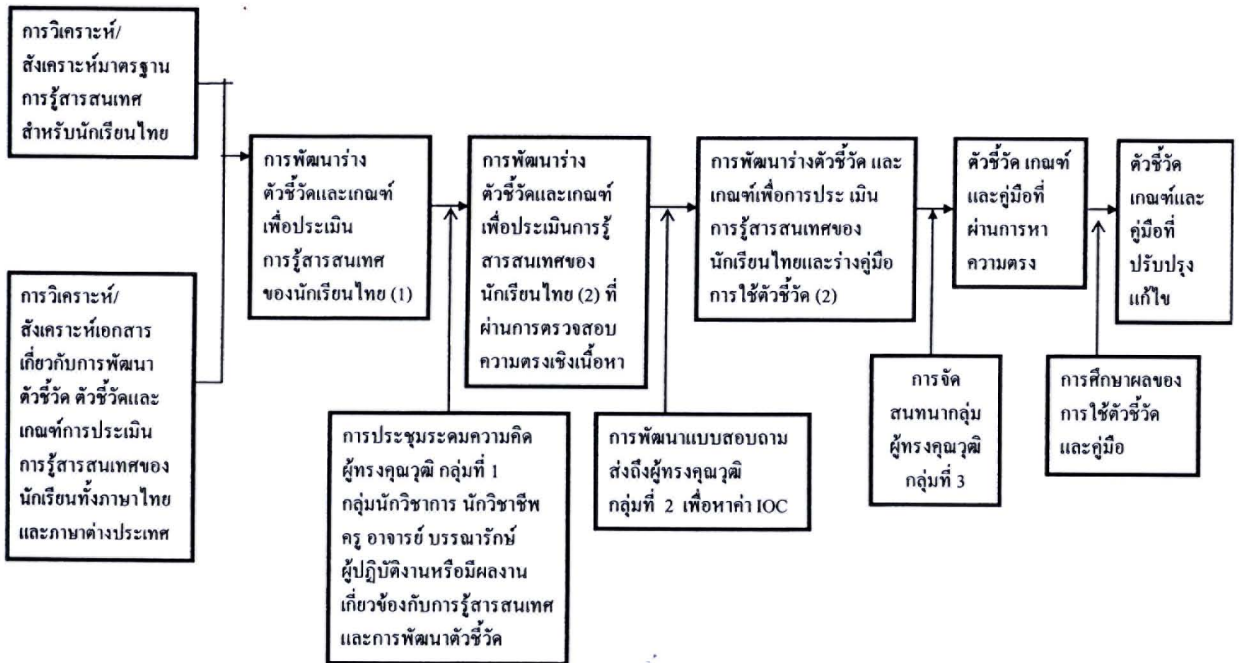 การวิเคราะห์/
สังเคราะห์มาตรฐาน
การรู้สารสนเทศ
สำหรับนักเรียนไทย
การวิเคราะห์/
สังเคราะห์เอกสาร
เกี่ยวกับการพัฒนา
ตัวชี้วัด ตัวชี้วัดและ
เกณฑ์การประเมิน
การรู้สารสนเทศของ
นักเรียนทั้งภาษาไทย
และภาษาต่างประเทศ
การพัฒนาร่าง
ตัวชี้วัดและเกณฑ์
เพื่อประเมิน
การรู้สารสนเทศ
ของนักเรียนไทย (1)
การพัฒนาร่าง
ตัวชี้วัดและเกณฑ์
เพื่อประเมินการรู้
สารสนเทศของ
นักเรียนไทย (2) ที่
ผ่านการตรวจสอบ
ความตรงเชิงเนื้อหา
การพัฒนาร่างตัวชี้วัด และ
เกณฑ์เพื่อการประ เมิน
การรู้สารสนเทศของ
นักเรียนไทยและร่างคู่มือ
การใช้ตัวชี้วัด (2)
ตัวชี้วัด เกณฑ์
และคู่มือที่
ผ่านการหา
ความตรง
ตัวชี้วัด
เกณฑ์และ
คู่มือที่
ปรับปรุง
แก้ไข
การประชุมระดมความคิด
ผู้ทรงคุณวุฒิ กลุ่มที่ 1
กลุ่มนักวิชาการ นักวิชาชีพ
ครู อาจารย์ บรรณารักษ์
ผู้ปฏิบัติงานหรือมีผลงาน
เกี่ยวข้องกับการรู้สารสนเทศ
และการพัฒนาตัวชี้วัด
การพัฒนาแบบสอบถาม
ส่งถึงผู้ทรงคุณวุฒิ
กลุ่มที่ 2 เพื่อหาค่า IOC
การจัด
สนทนากลุ่ม
ผู้ทรงคุณวุฒิ
กลุ่มที่ 3
การศึกษาผลของ
การใช้ตัวชี้วัด
และคู่มือ